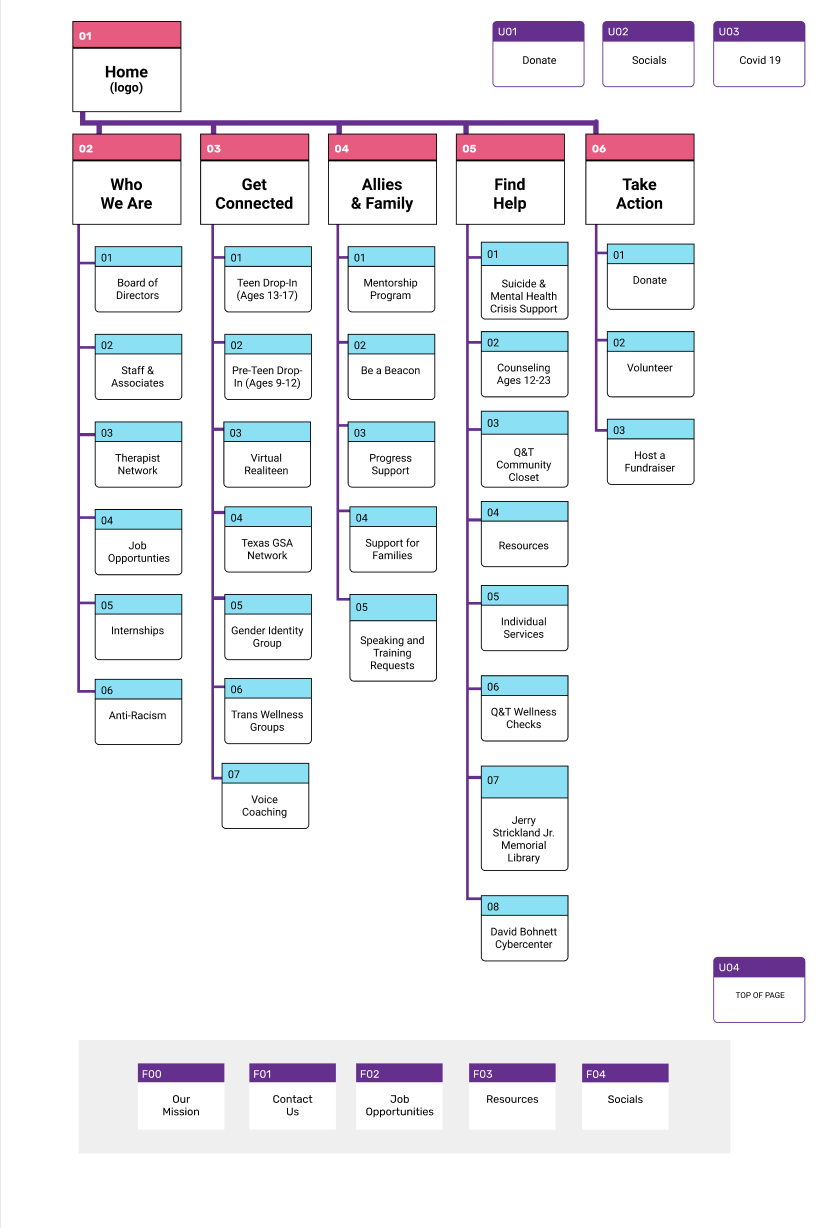 01
Home
(logo)
U01
Donate
U02
Socials
U03
Covid 19
02
Who
We Are
03
Get
Connected
04
Allies
& Family
05
Find
Help
06
Take
Action
01
Board of
Directors
02
Staff &
Associates
03
Therapist
Network
04
Job
Opportunties
05
Internships
06
Anti-Racism
01
Teen Drop-In
(Ages 13-17)
02
Pre-Teen Drop-
In (Ages 9-12)
03
Virtual
Realiteen
04
Texas GSA
Network
05
Gender Identity
Group
06
Trans Wellness
Groups
07
Voice
Coaching
01
Mentorship
Program
02
Be a Beacon
03
Progress
Support
04
Support for
Families
05
Speaking and
Training
Requests
01
Suicide &
Mental Health
Crisis Support
02
Counseling
Ages 12-23
03
Q&T
Community
Closet
04
Resources
05
Individual
Services
06
Q&T Wellness
Checks
07
Jerry
Strickland Jr.
Memorial
Library
08
David Bohnett
Cybercenter
01
Donate
02
Volunteer
03
Host a
Fundraiser
U04
TOP OF PAGE
F00
Our
Mission
F01
Contact
Us
F02
Job
Opportunities
F03
Resources
F04
Socials